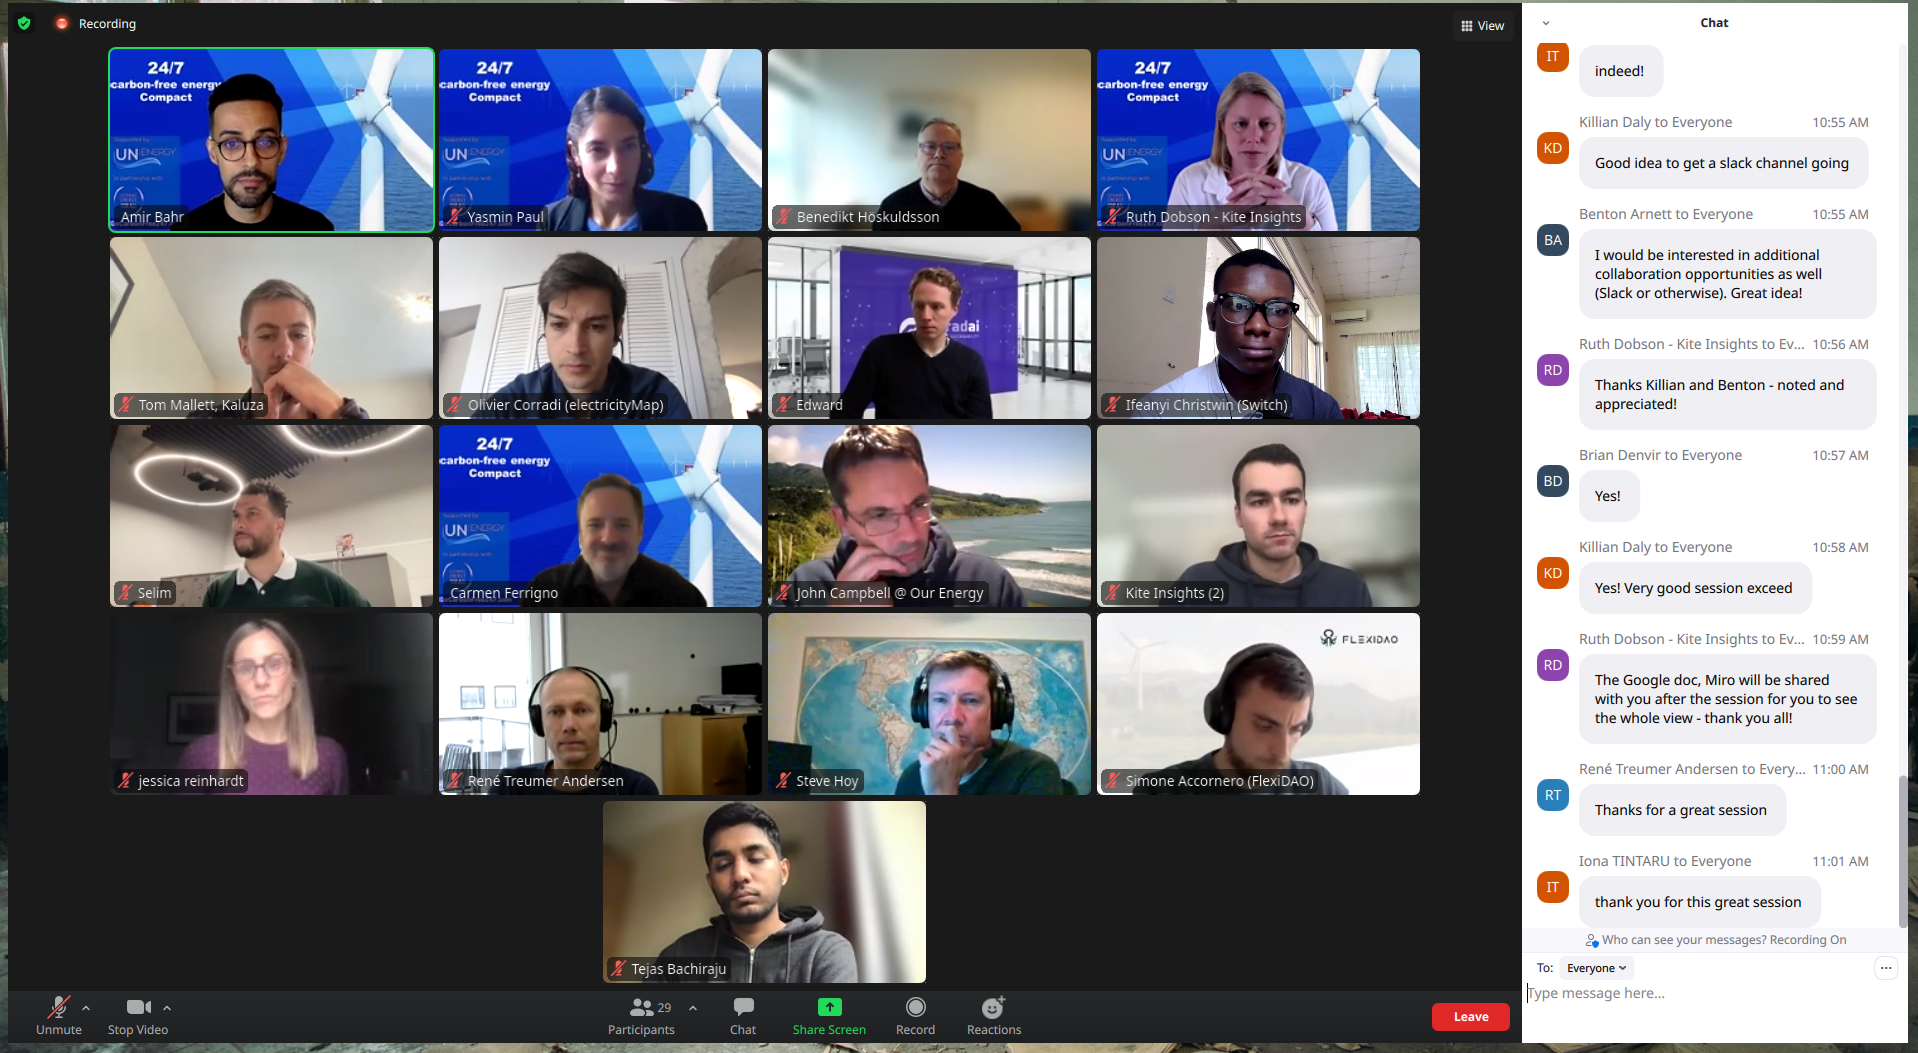 Recording
View
24/7
carbon-free energy
Compact
Supported by
UN ENERGY
in partnership with
Amir Bahr
24/7
carbon-free energy
Compact
UN ENERGY
Yasmin Paul
Benedikt Höskuldsson
24/7
carbon-free energy
Compact
UN
Ruth Dobson - Kite Insights
Tom Mallett, Kaluza
Olivier Corradi (electricityMap)
radai
Edward
Ifeanyi Christwin (Switch)
Selim
24/7
carbon-free energy
Compact
Supported by
UN ENERGY
in partnership with
Carmen Ferrigno
John Campbell @ Our Energy
Kite Insights (2)
jessica reinhardt
René Treumer Andersen
Steve Hoy
FLEXIDAO
Simone Accornero (FlexiDAO)
Tejas Bachiraju
Unmute
Stop Video
29
Participants
Chat
Share Screen
Record
Reactions
Leave
Chat
IT
indeed!
Killian Daly to Everyone 10:55 AM
KD
Good idea to get a slack channel going
Benton Arnett to Everyone 10:55 AM
BA
I would be interested in additional
collaboration opportunities as well
(Slack or otherwise). Great idea!
Ruth Dobson - Kite Insights to Ev... 10:56 AM
RD
Thanks Killian and Benton - noted and
appreciated!
Brian Denvir to Everyone 10:57 AM
BD
Yes!
Killian Daly to Everyone 10:58 AM
KD
Yes! Very good session exceed
Ruth Dobson - Kite Insights to Ev... 10:59 AM
RD
The Google doc, Miro will be shared
with you after the session for you to see
the whole view - thank you all!
René Treumer Andersen to Every... 11:00 AM
RT
Thanks for a great session
Iona TINTARU to Everyone 11:01 AM
IT
thank you for this great session
Who can see your messages? Recording On
To: Everyone
...
Type message here...